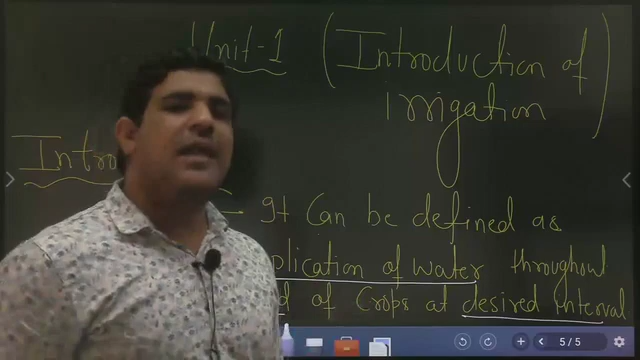 Unit-1 (Introduction of
irrigation)
Intro
→ It Can be defined as
plication of water throughout
d of Crops at desired interval
5/5